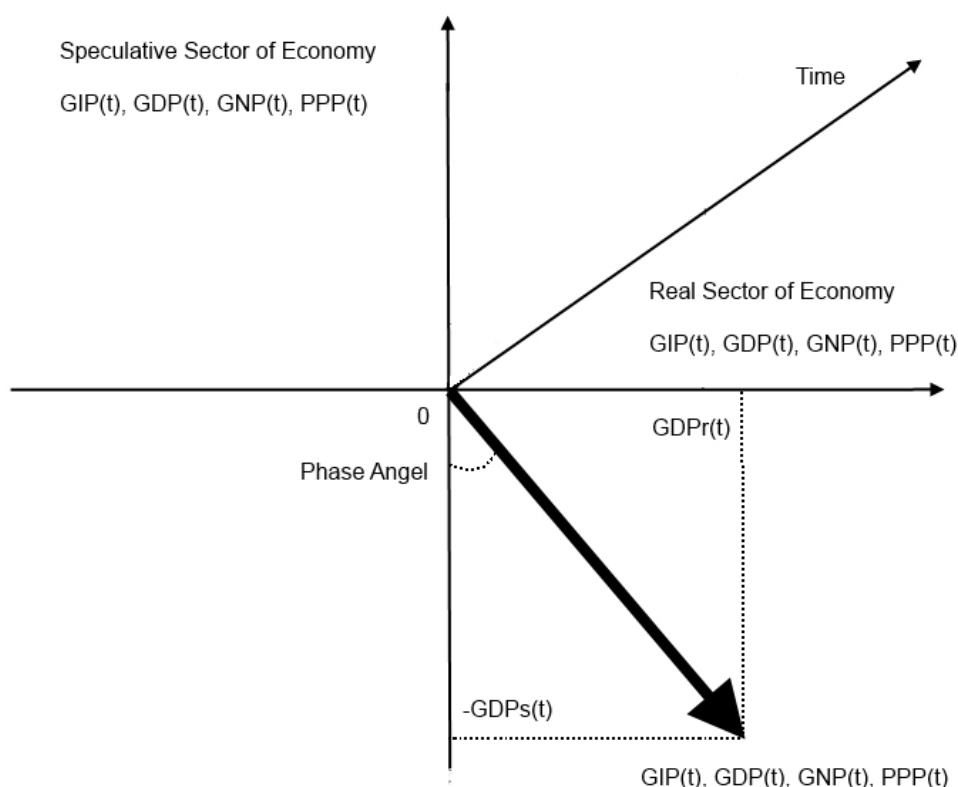 Speculative Sector of Economy
GIP(t), GDP(t), GNP(t), PPP(t)
Time
Real Sector of Economy
GIP(t), GDP(t), GNP(t), PPP(t)
0
GDPr(t)
Phase Angel
-GDPs(t)
GIP(t), GDP(t), GNP(t), PPP(t)